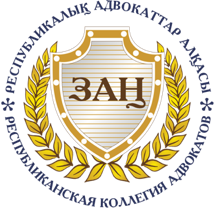 РЕСПУБЛИКАЛЫҚ АДВОКАТТАР АЛҚАСЫ
ЗАҢ
РЕСПУБЛИКАНСКАЯ КОЛЛЕГИЯ АДВОКАТОВ